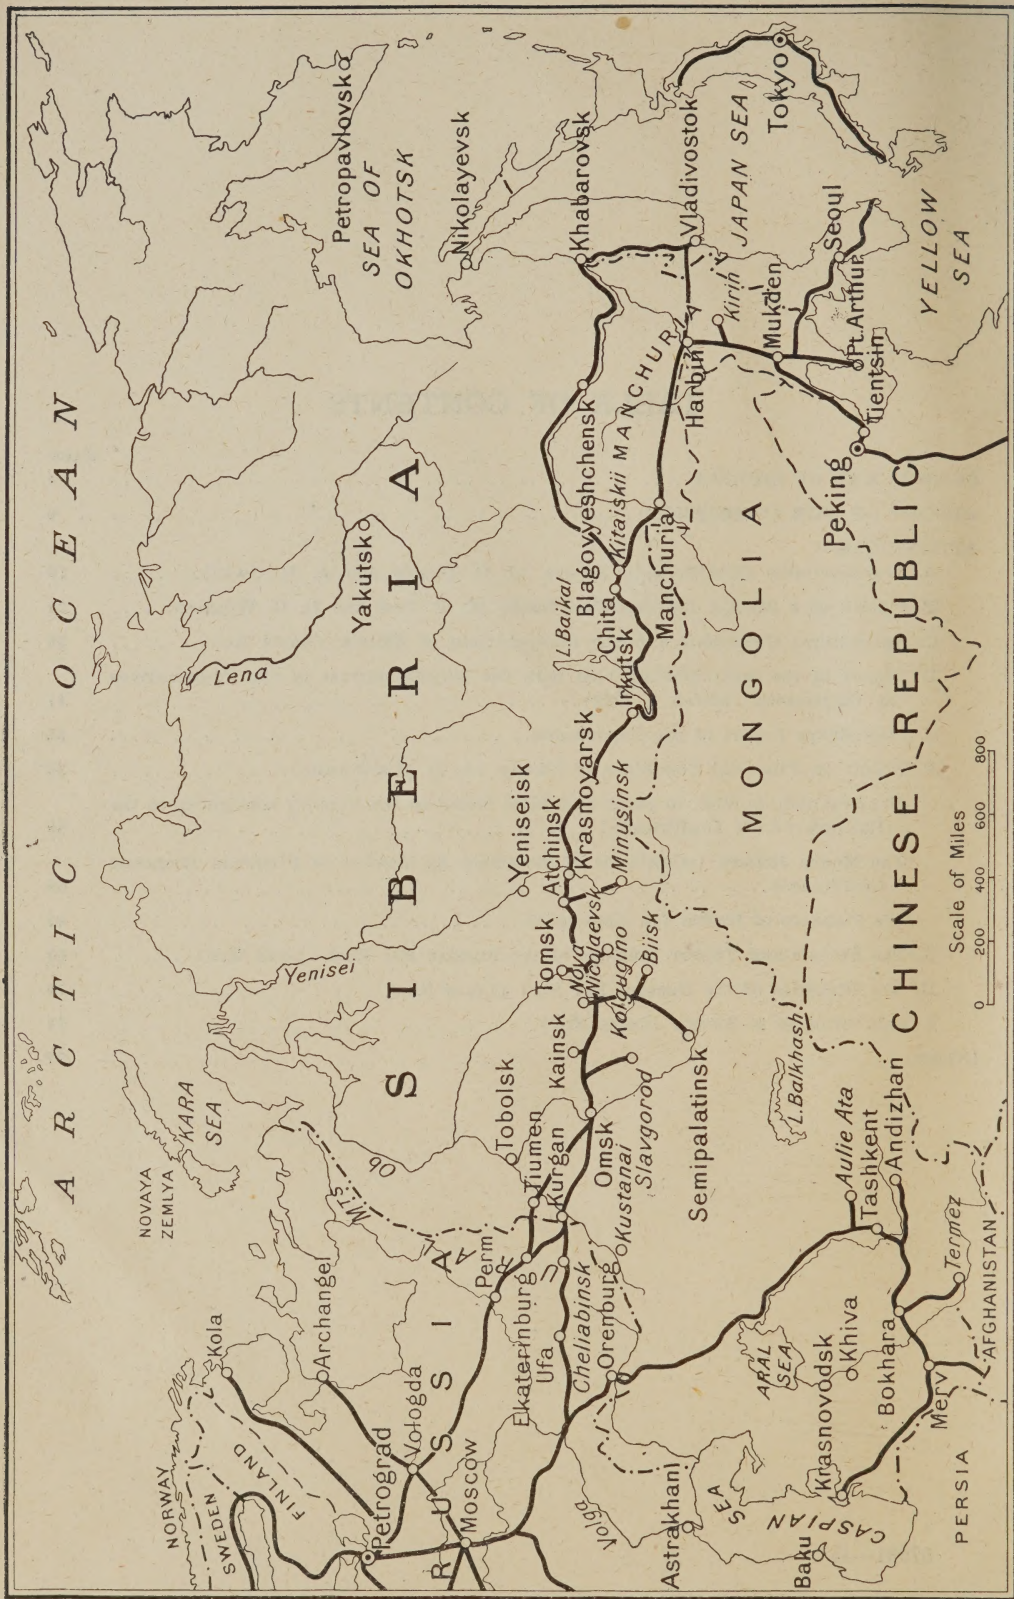 ARCTIC OCEAN
NORWAY
SWEDEN
FINLAND
Kola
Archangel
NOVAYA
ZEMLYA
KARA
SEA
Ob
MTS
URAL
Yenisei
Lena
Yakutsk
SIBERIA
Petropavlovsk
SEA OF
OKHOTSK
Nikolayevsk
Petrograd
Vologda
RUSSIA
Moscow
Perm
Ekaterinburg
Ufa
Cheliabinsk
Orenburg
Kustanai
Tiumen
Kurgan
Tobolsk
Omsk
Slavgorod
Kainsk
Semipalatinsk
Tomsk
Nova
Nicolaevsk
Kolgugino
Biisk
Atchinsk
Yeniseisk
Krasnoyarsk
Minusinsk
Irkutsk
L.Baikal
Chita
Kitaiskii
Blagovyeshchensk
Manchuria
MANCHURIA
Khabarovsk
Vladivostok
Harbin
Kirin
Mukden
Pt.Arthur
Tientsin
Peking
Seoul
JAPAN SEA
Tokyo
YELLOW
SEA
MONGOLIA
CHINESE REPUBLIC
Volga
Astrakhan
CASPIAN
SEA
Baku
Krasnovodsk
Khiva
ARAL
SEA
Bokhara
Merv
Termez
Tashkent
Aulie Ata
Andizhan
L.Balkhash
PERSIA
AFGHANISTAN
Scale of Miles
0 200 400 600 800